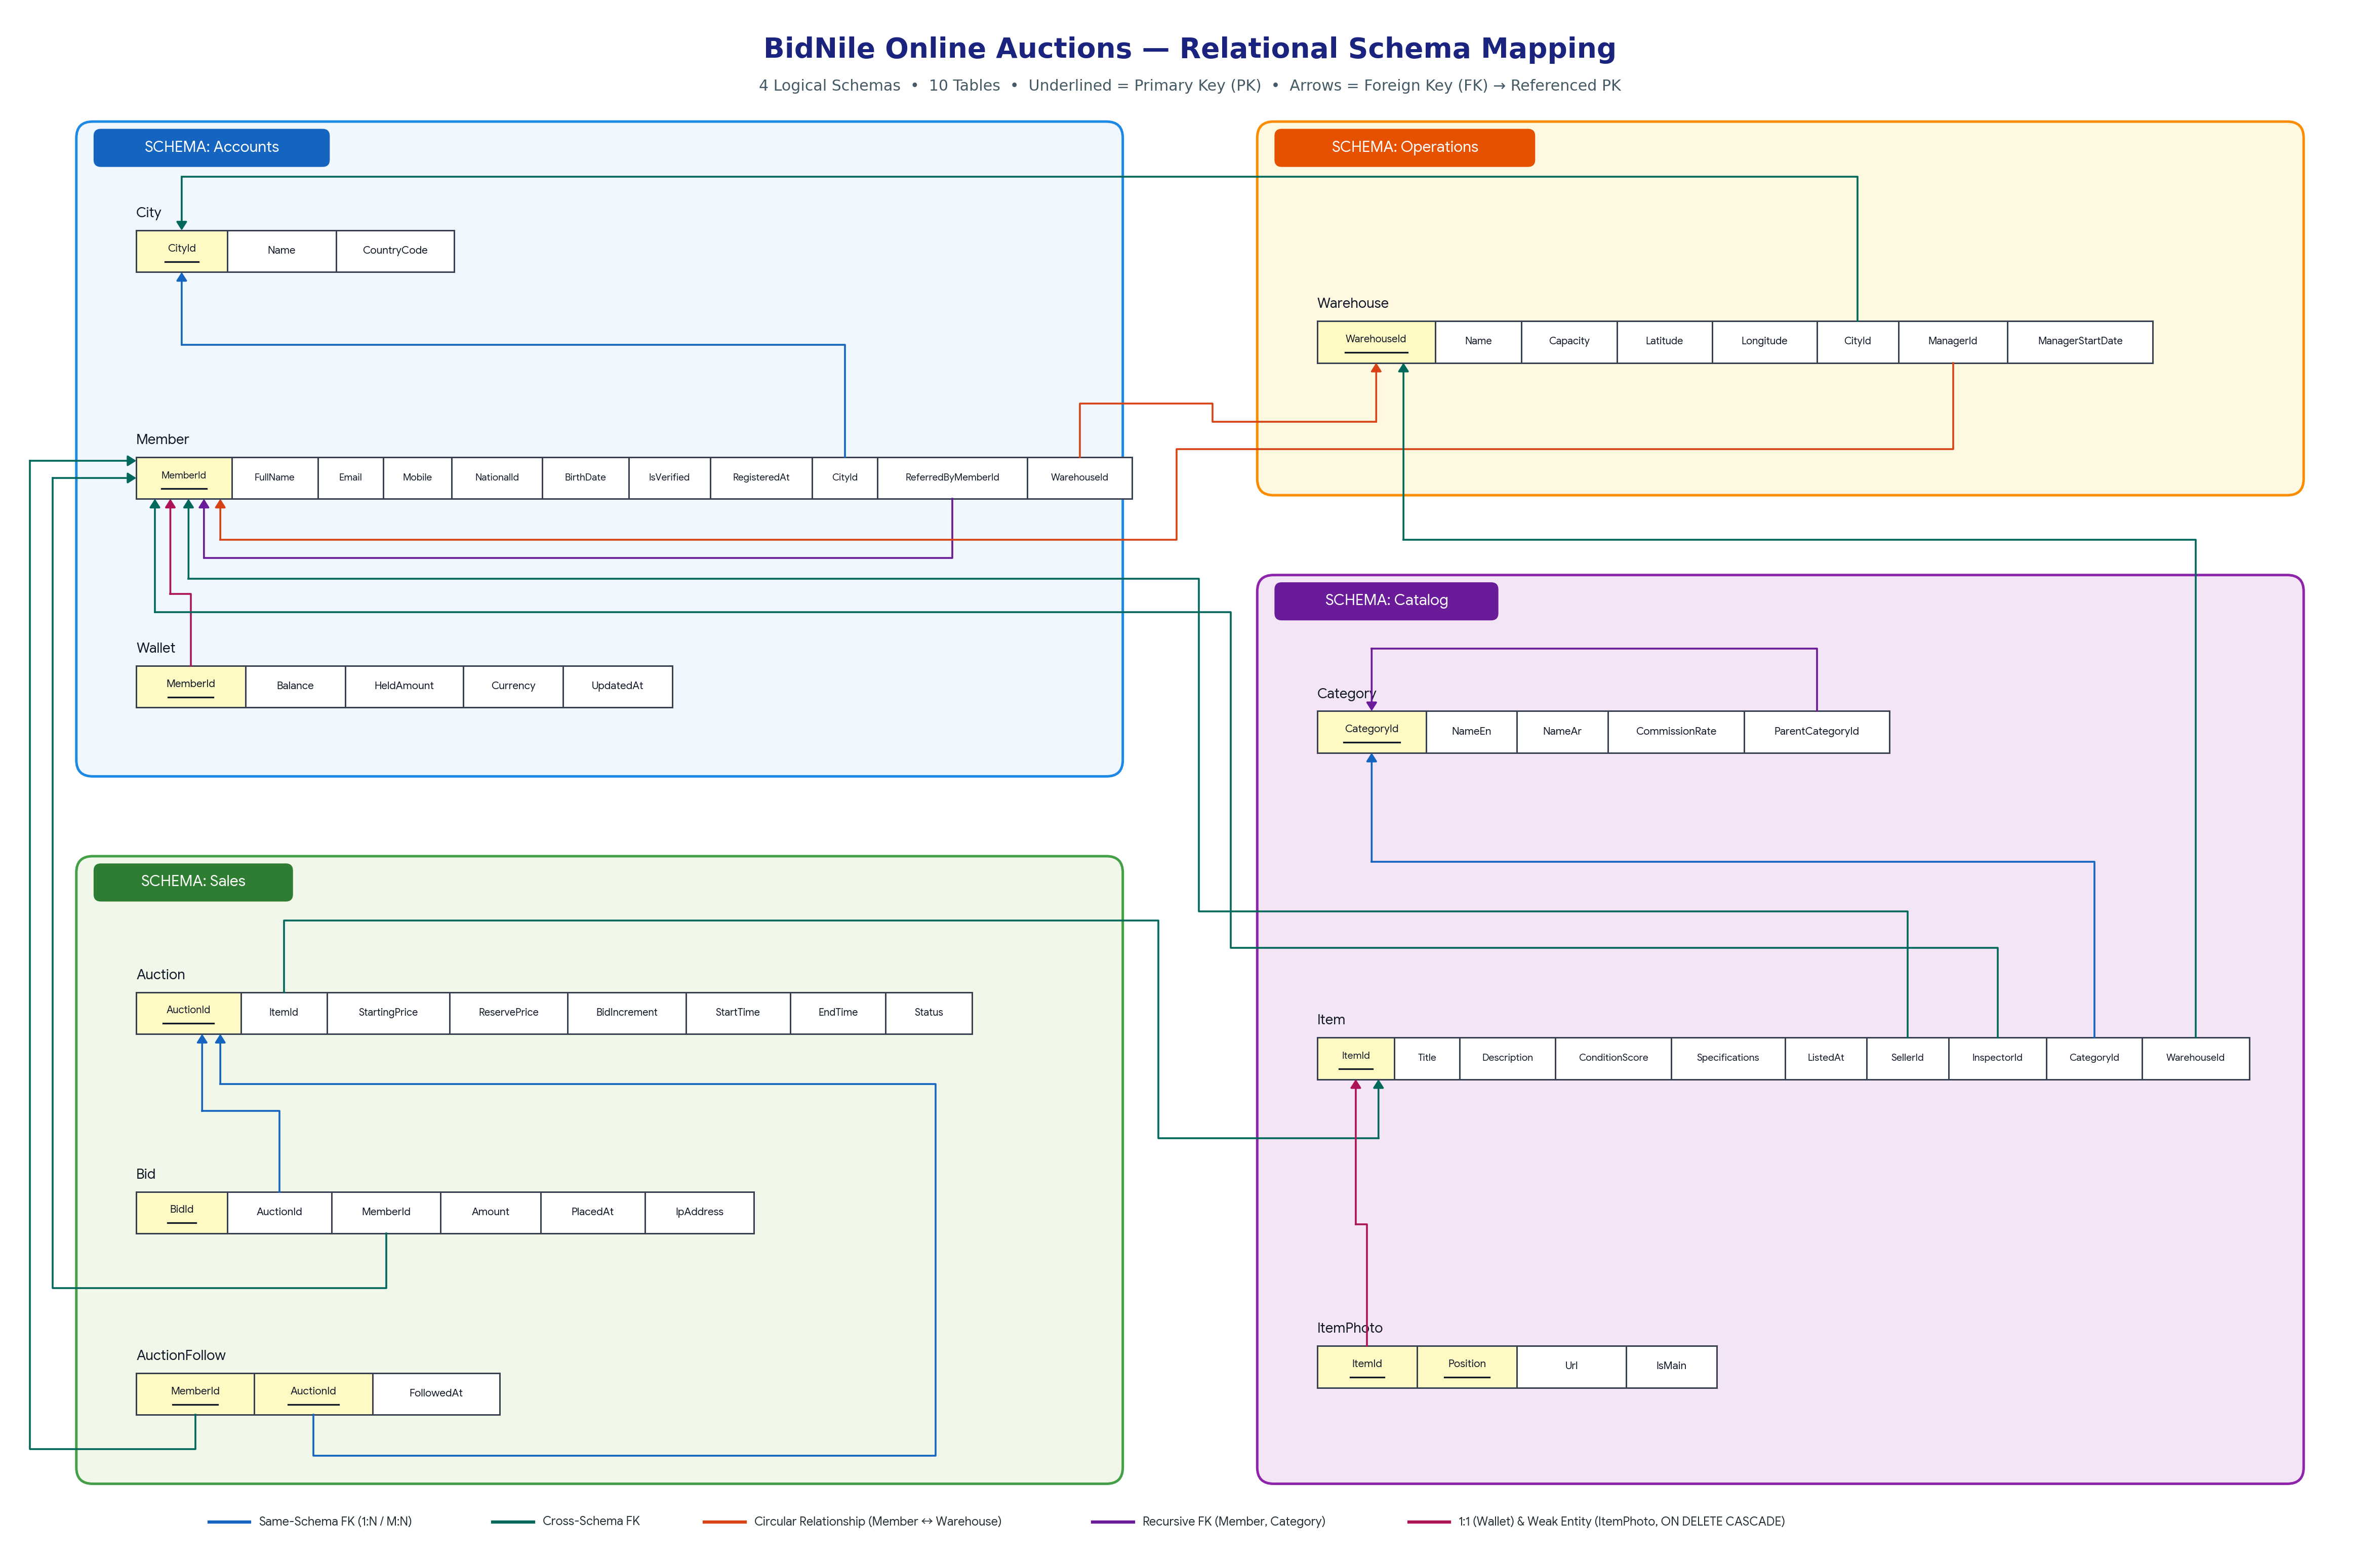 BidNile Online Auctions — Relational Schema Mapping
4 Logical Schemas • 10 Tables • Underlined = Primary Key (PK) • Arrows = Foreign Key (FK) → Referenced PK
SCHEMA: Accounts
City
CityId Name CountryCode
Member
MemberId FullName Email Mobile NationalId BirthDate IsVerified RegisteredAt CityId ReferredByMemberId WarehouseId
Wallet
MemberId Balance HeldAmount Currency UpdatedAt
SCHEMA: Operations
Warehouse
WarehouseId Name Capacity Latitude Longitude CityId ManagerId ManagerStartDate
SCHEMA: Catalog
Category
CategoryId NameEn NameAr CommissionRate ParentCategoryId
Item
ItemId Title Description ConditionScore Specifications ListedAt SellerId InspectorId CategoryId WarehouseId
ItemPhoto
ItemId Position Url IsMain
SCHEMA: Sales
Auction
AuctionId ItemId StartingPrice ReservePrice BidIncrement StartTime EndTime Status
Bid
BidId AuctionId MemberId Amount PlacedAt IpAddress
AuctionFollow
MemberId AuctionId FollowedAt
Same-Schema FK (1:N / M:N)
Cross-Schema FK
Circular Relationship (Member ↔ Warehouse)
Recursive FK (Member, Category)
1:1 (Wallet) & Weak Entity (ItemPhoto, ON DELETE CASCADE)